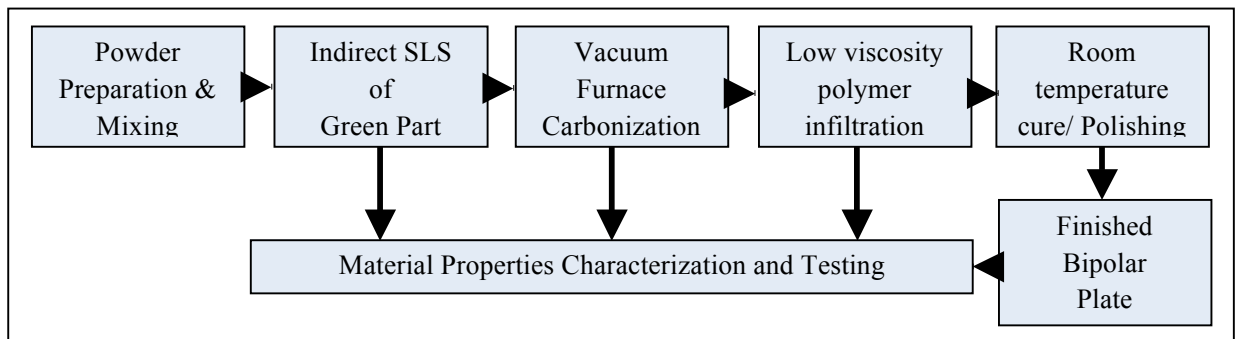 Powder
Preparation &
Mixing
Indirect SLS
of
Green Part
Vacuum
Furnace
Carbonization
Low viscosity
polymer
infiltration
Room
temperature
cure/ Polishing
Finished
Bipolar
Plate
Material Properties Characterization and Testing